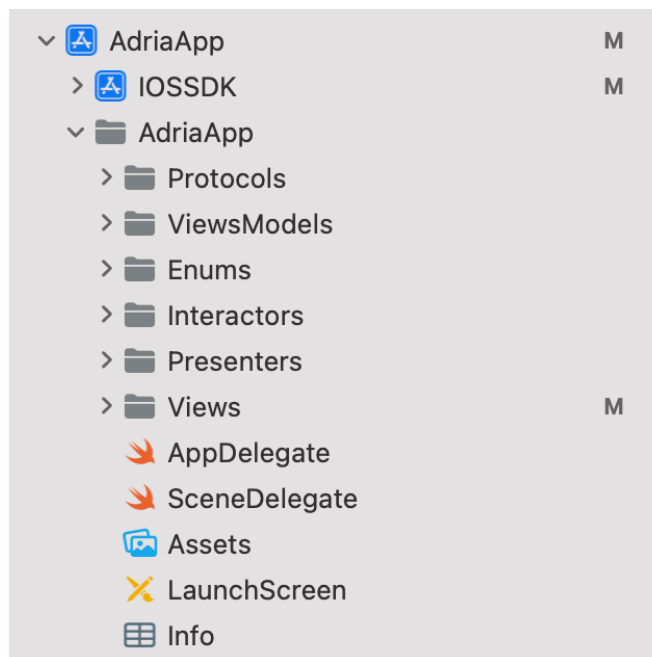 AdriaApp M
IOSSDK M
AdriaApp
Protocols
ViewsModels
Enums
Interactors
Presenters
Views M
AppDelegate
SceneDelegate
Assets
LaunchScreen
Info